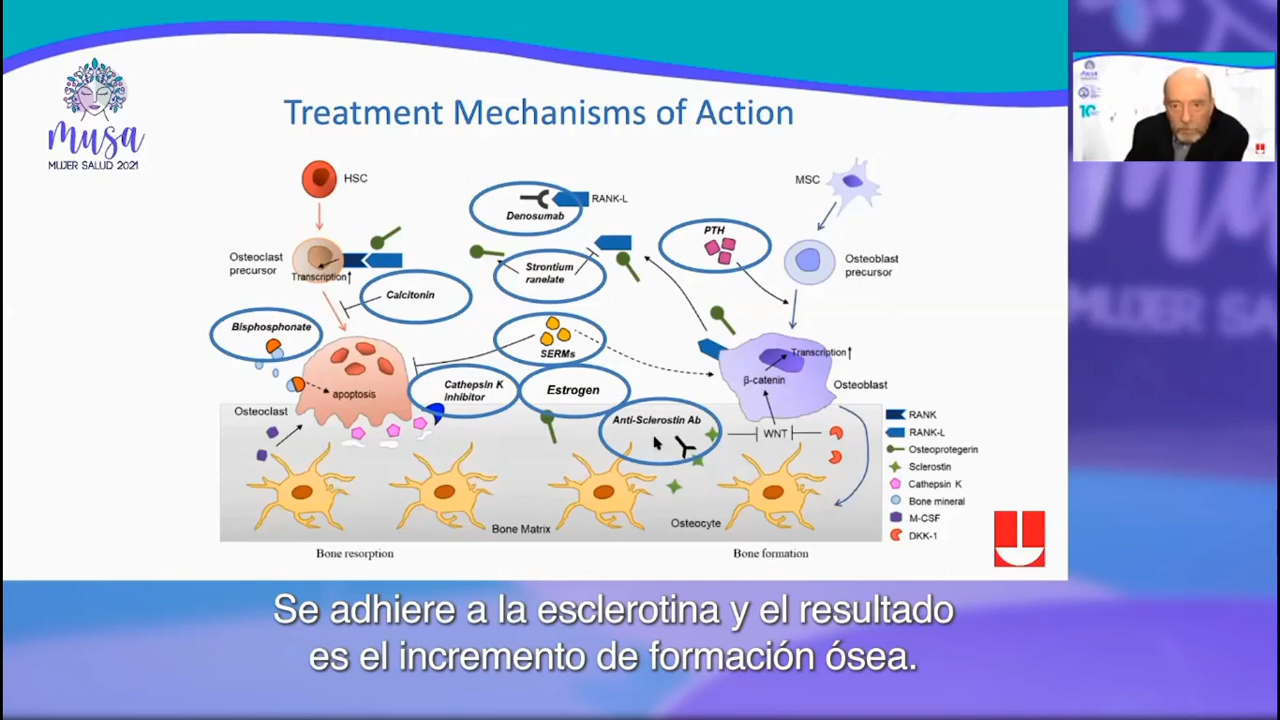 Treatment Mechanisms of Action
musa
MUJER SALUD 2021
HSC
MSC
RANK-L
Denosumab
PTH
Osteoclast
precursor
Transcription
Strontium
ranelate
Osteoblast
precursor
Calcitonin
Bisphosphonate
SERMs
Transcription
β-catenin
Osteoblast
apoptosis
Cathepsin K
inhibitor
Estrogen
Osteoclast
Anti-Sclerostin Ab
WNT
RANK
RANK-L
Osteoprotegerin
Sclerostin
Cathepsin K
Bone mineral
M-CSF
DKK-1
Bone Matrix
Osteocyte
Bone resorption
Bone formation
MUJER SALUD
Se adhiere a la esclerotina y el resultado
es el incremento de formación ósea.